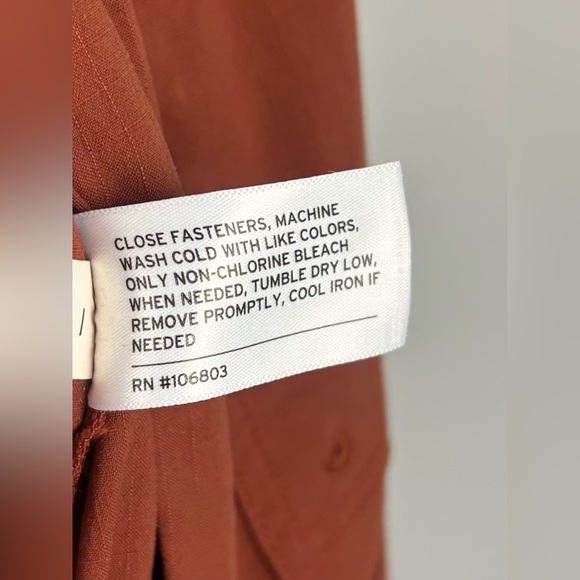 CLOSE FASTENERS, MACHINE
WASH COLD WITH LIKE COLORS,
ONLY NON-CHLORINE BLEACH
WHEN NEEDED, TUMBLE DRY LOW,
REMOVE PROMPTLY, COOL IRON IF
NEEDED
RN #106803